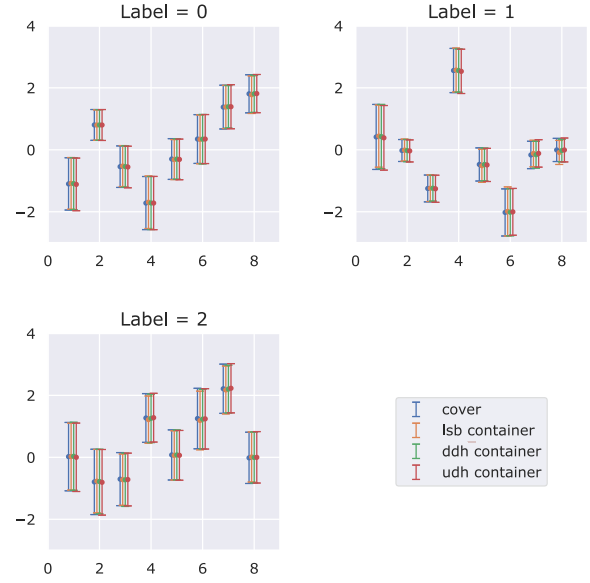 Label = 0
4
2
0
−2
0 2 4 6 8
Label = 1
4
2
0
−2
0 2 4 6 8
Label = 2
4
2
0
−2
0 2 4 6 8
cover
lsb container
ddh container
udh container